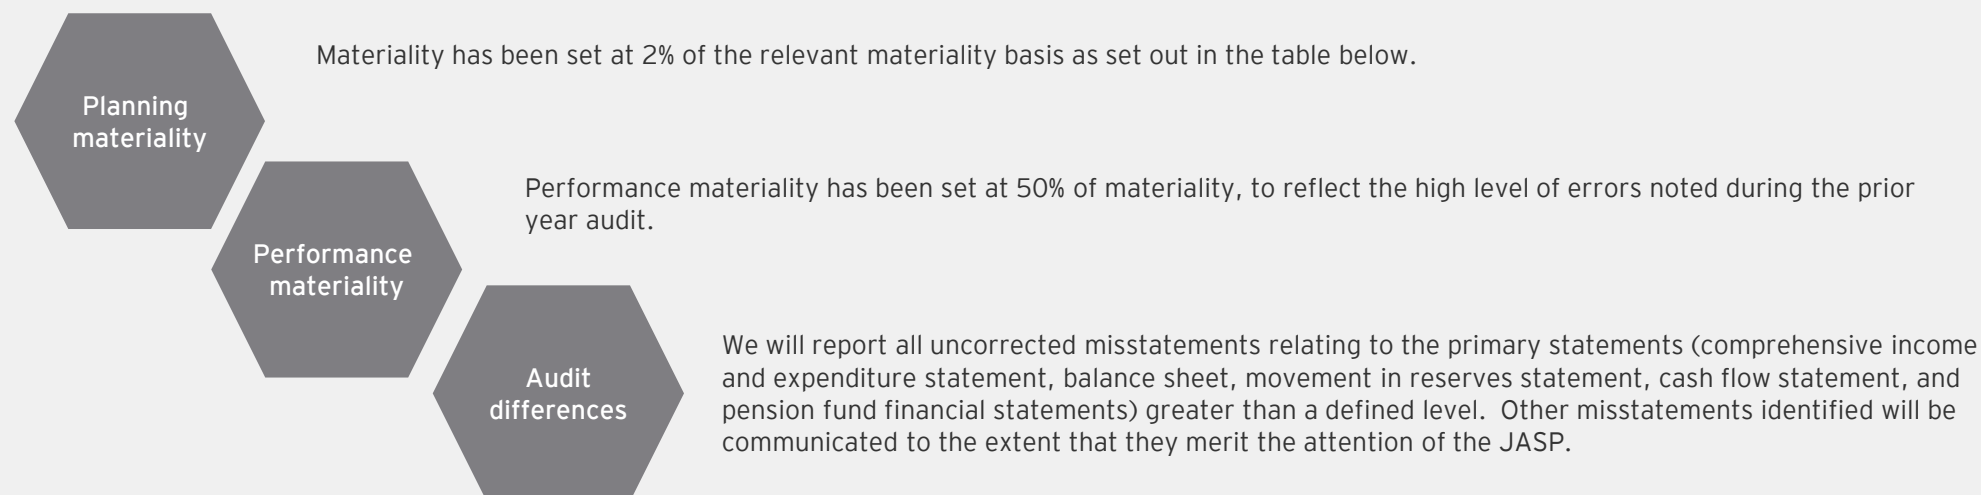 Planning
materiality
Materiality has been set at 2% of the relevant materiality basis as set out in the table below.
Performance
materiality
Performance materiality has been set at 50% of materiality, to reflect the high level of errors noted during the prior
year audit.
Audit
differences
We will report all uncorrected misstatements relating to the primary statements (comprehensive income
and expenditure statement, balance sheet, movement in reserves statement, cash flow statement, and
pension fund financial statements) greater than a defined level.  Other misstatements identified will be
communicated to the extent that they merit the attention of the JASP.